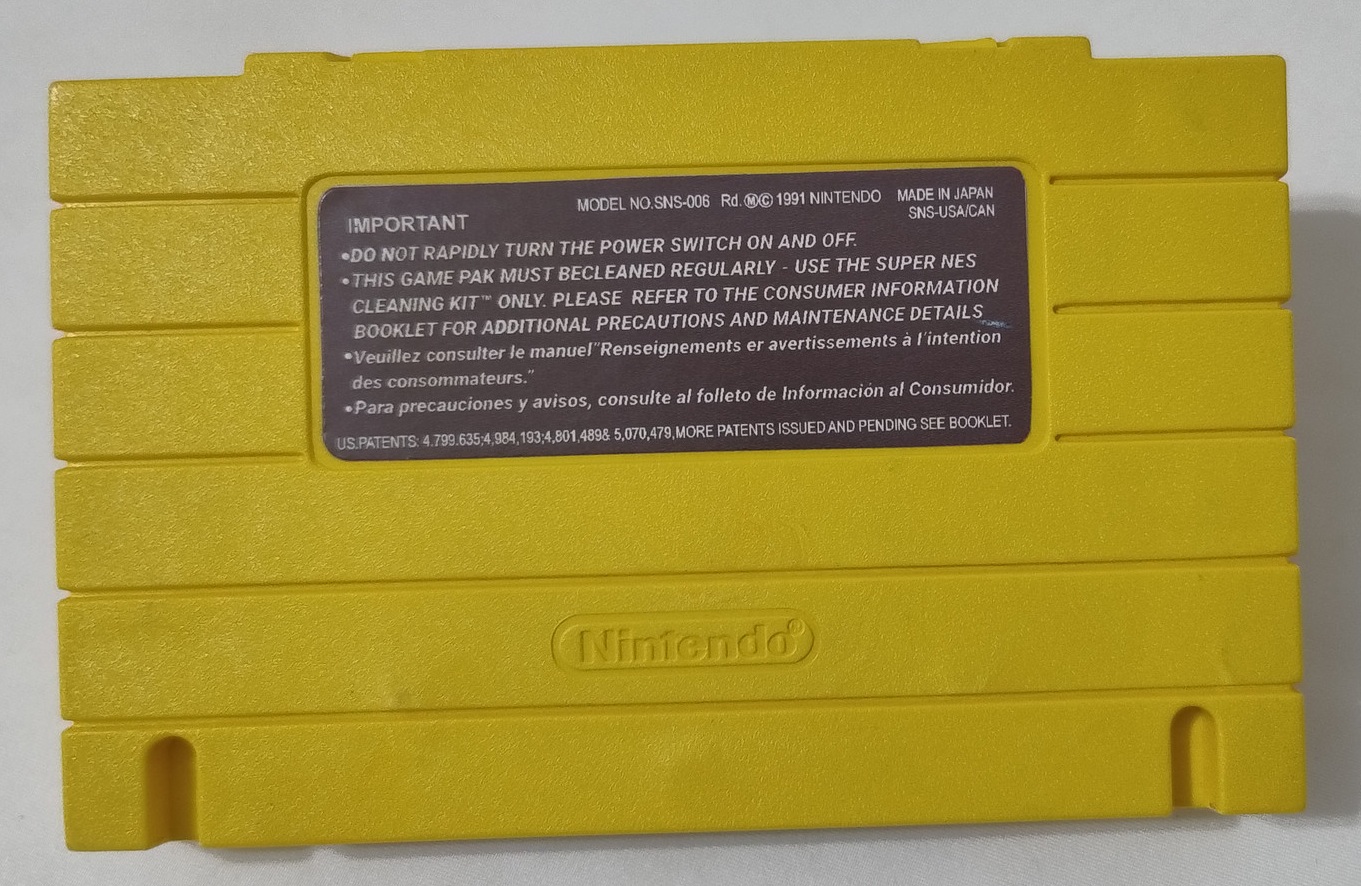 MODEL NO.SNS-006 Rd. ⓂⒸ 1991 NINTENDO MADE IN JAPAN
SNS-USA/CAN
IMPORTANT
•DO NOT RAPIDLY TURN THE POWER SWITCH ON AND OFF.
•THIS GAME PAK MUST BECLEANED REGULARLY - USE THE SUPER NES
CLEANING KIT™ ONLY. PLEASE REFER TO THE CONSUMER INFORMATION
BOOKLET FOR ADDITIONAL PRECAUTIONS AND MAINTENANCE DETAILS
•Veuillez consulter le manuel"Renseignements er avertissements à l'intention
des consommateurs."
•Para precauciones y avisos, consulte al folleto de Información al Consumidor.
US.PATENTS: 4.799.635;4,984,193;4,801,489& 5,070,479,MORE PATENTS ISSUED AND PENDING SEE BOOKLET.
Nintendo®